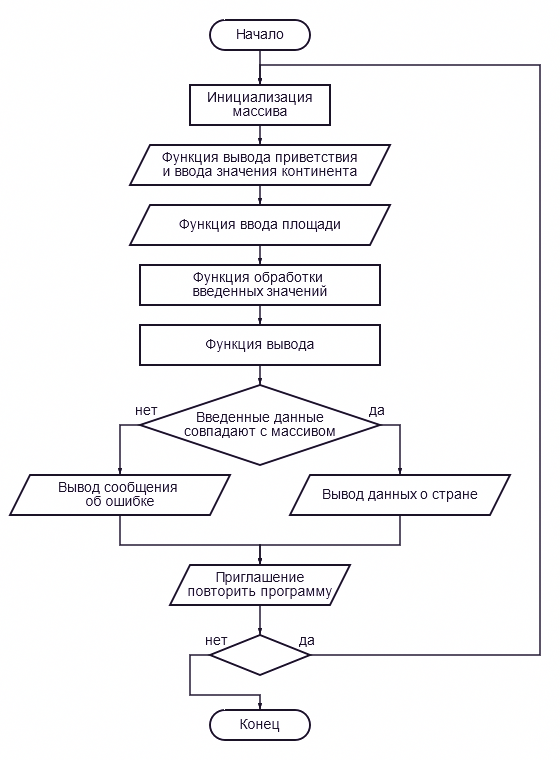 Начало
Инициализация
массива
Функция вывода приветствия
и ввода значения континента
Функция ввода площади
Функция обработки
введенных значений
Функция вывода
нет
да
Введенные данные
совпадают с массивом
Вывод сообщения
об ошибке
Вывод данных о стране
Приглашение
повторить программу
нет
да
Конец